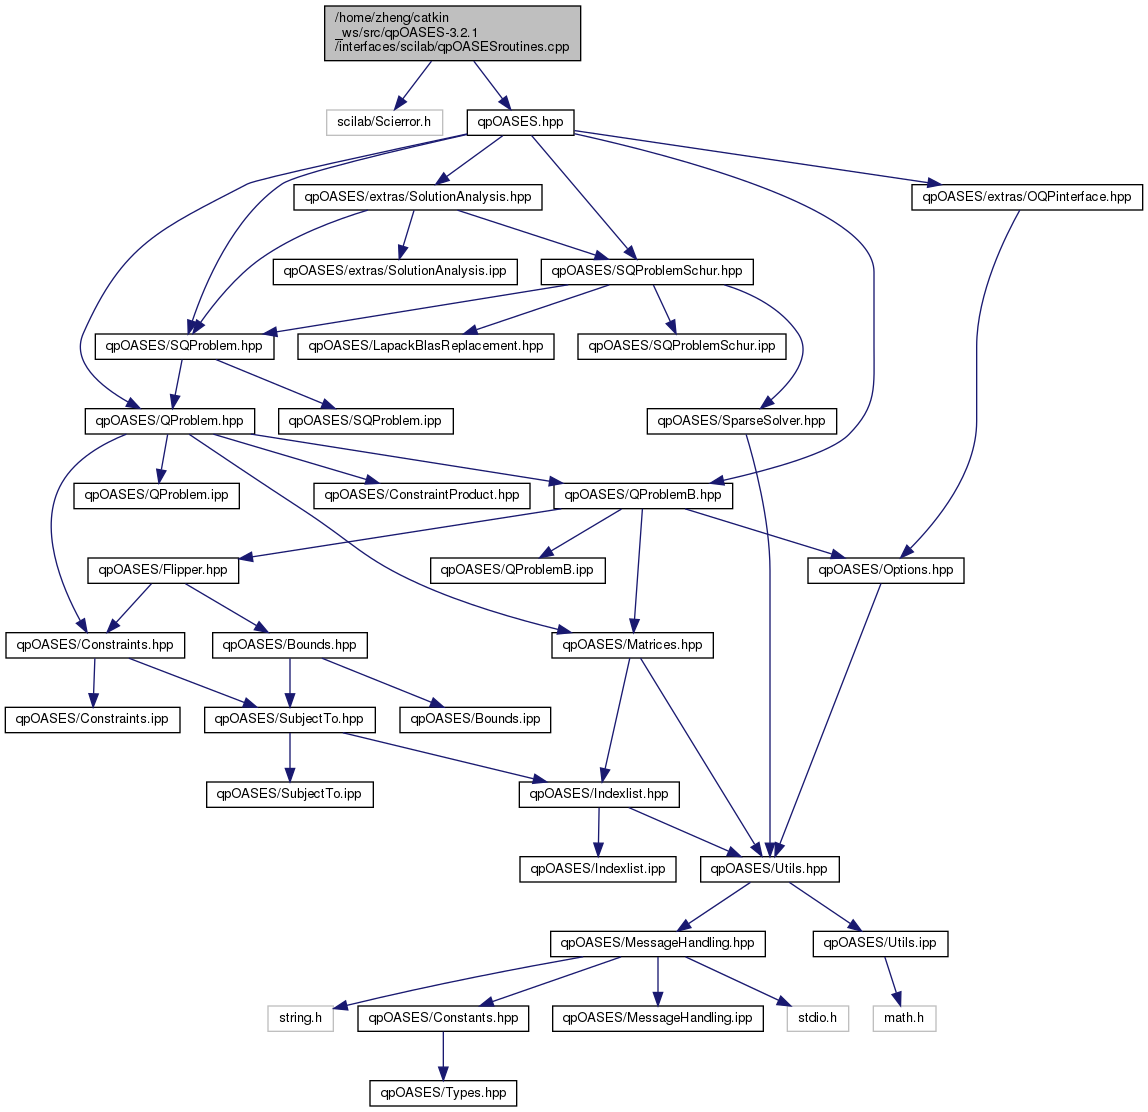 /home/zheng/catkin
_ws/src/qpOASES-3.2.1
/interfaces/scilab/qpOASESroutines.cpp
scilab/Scierror.h
qpOASES.hpp
qpOASES/extras/SolutionAnalysis.hpp
qpOASES/extras/OQPinterface.hpp
qpOASES/extras/SolutionAnalysis.ipp
qpOASES/SQProblemSchur.hpp
qpOASES/SQProblem.hpp
qpOASES/LapackBlasReplacement.hpp
qpOASES/SQProblemSchur.ipp
qpOASES/QProblem.hpp
qpOASES/SQProblem.ipp
qpOASES/SparseSolver.hpp
qpOASES/QProblem.ipp
qpOASES/ConstraintProduct.hpp
qpOASES/QProblemB.hpp
qpOASES/Flipper.hpp
qpOASES/QProblemB.ipp
qpOASES/Options.hpp
qpOASES/Constraints.hpp
qpOASES/Bounds.hpp
qpOASES/Matrices.hpp
qpOASES/Constraints.ipp
qpOASES/SubjectTo.hpp
qpOASES/Bounds.ipp
qpOASES/SubjectTo.ipp
qpOASES/Indexlist.hpp
qpOASES/Indexlist.ipp
qpOASES/Utils.hpp
qpOASES/MessageHandling.hpp
qpOASES/Utils.ipp
string.h
qpOASES/Constants.hpp
qpOASES/MessageHandling.ipp
stdio.h
math.h
qpOASES/Types.hpp